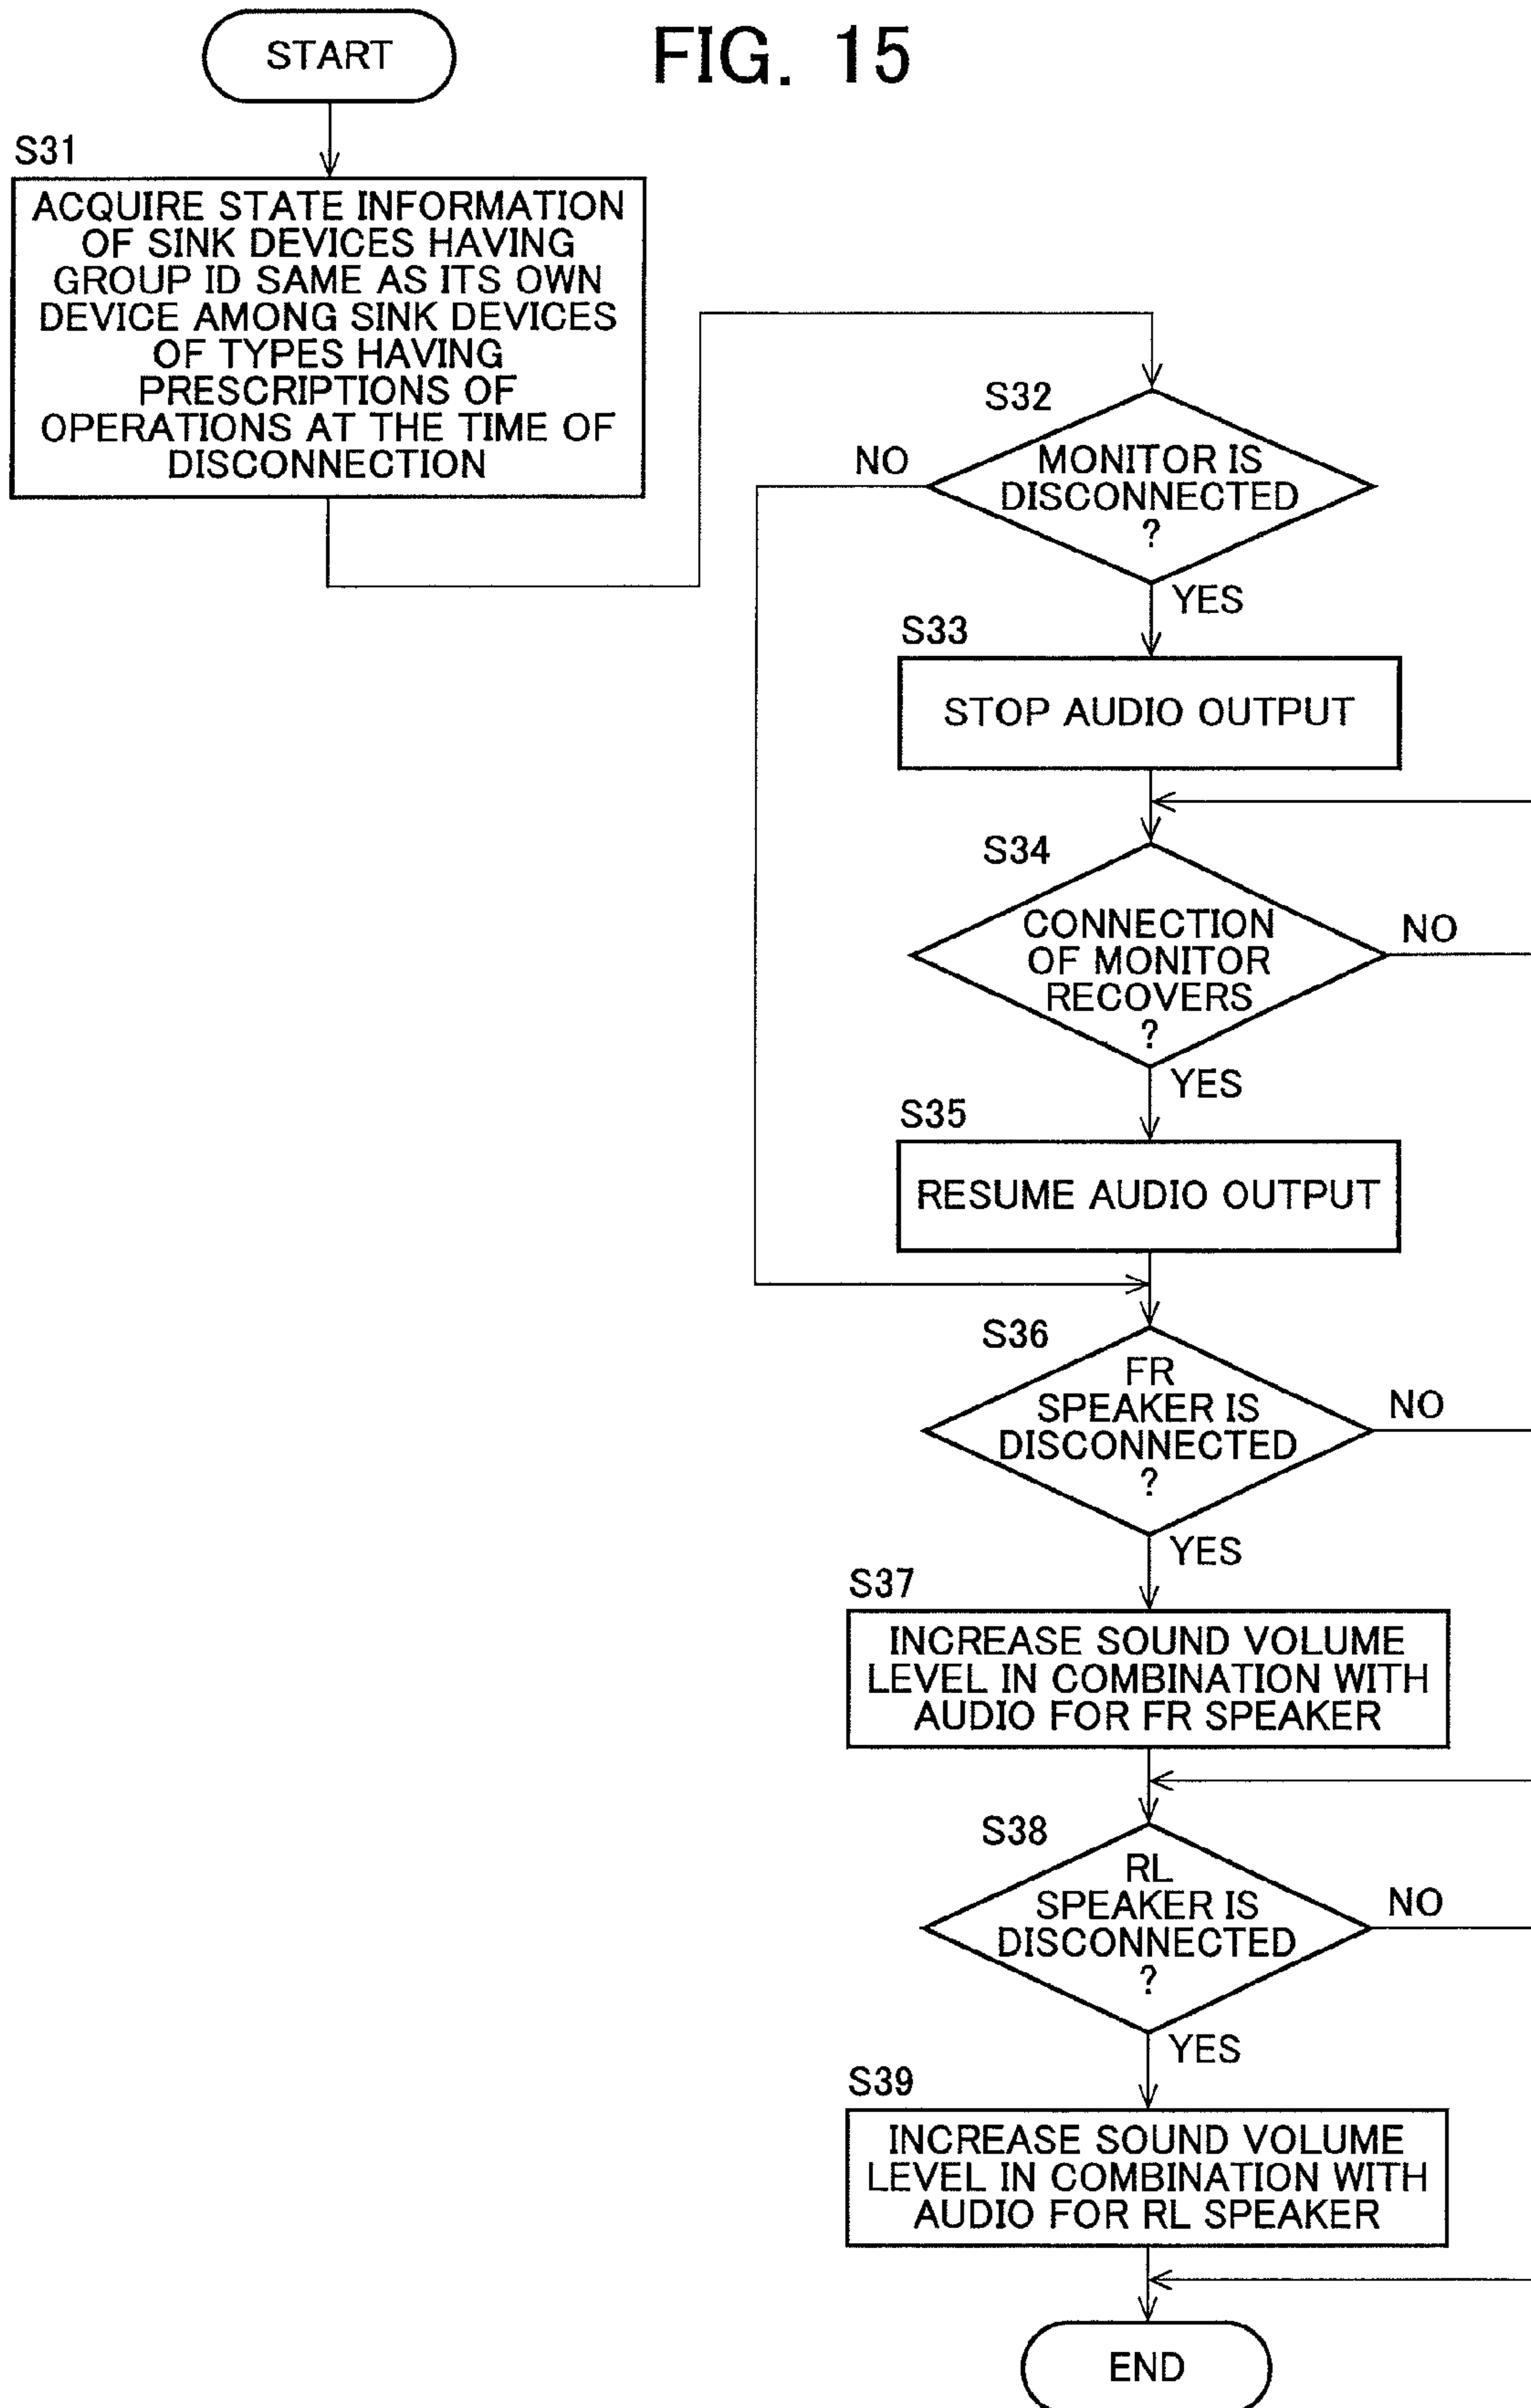 START
FIG. 15
S31
ACQUIRE STATE INFORMATION
OF SINK DEVICES HAVING
GROUP ID SAME AS ITS OWN
DEVICE AMONG SINK DEVICES
OF TYPES HAVING
PRESCRIPTIONS OF
OPERATIONS AT THE TIME OF
DISCONNECTION
S32
MONITOR IS
DISCONNECTED
?
NO
YES
S33
STOP AUDIO OUTPUT
S34
CONNECTION
OF MONITOR
RECOVERS
?
NO
YES
S35
RESUME AUDIO OUTPUT
S36
FR
SPEAKER IS
DISCONNECTED
?
NO
YES
S37
INCREASE SOUND VOLUME
LEVEL IN COMBINATION WITH
AUDIO FOR FR SPEAKER
S38
RL
SPEAKER IS
DISCONNECTED
?
NO
YES
S39
INCREASE SOUND VOLUME
LEVEL IN COMBINATION WITH
AUDIO FOR RL SPEAKER
END